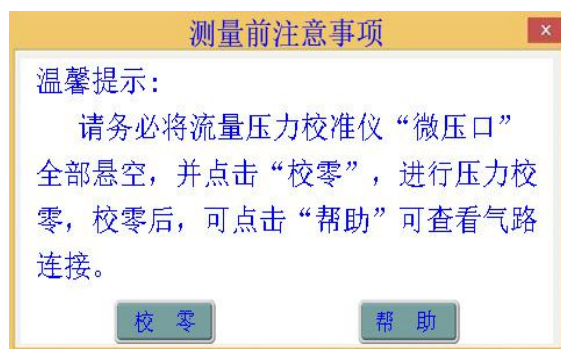 测量前注意事项
x
温馨提示:
请务必将流量压力校准仪“微压口”
全部悬空，并点击“校零”，进行压力校
零，校零后，可点击“帮助”可查看气路
连接。
校 零
帮 助